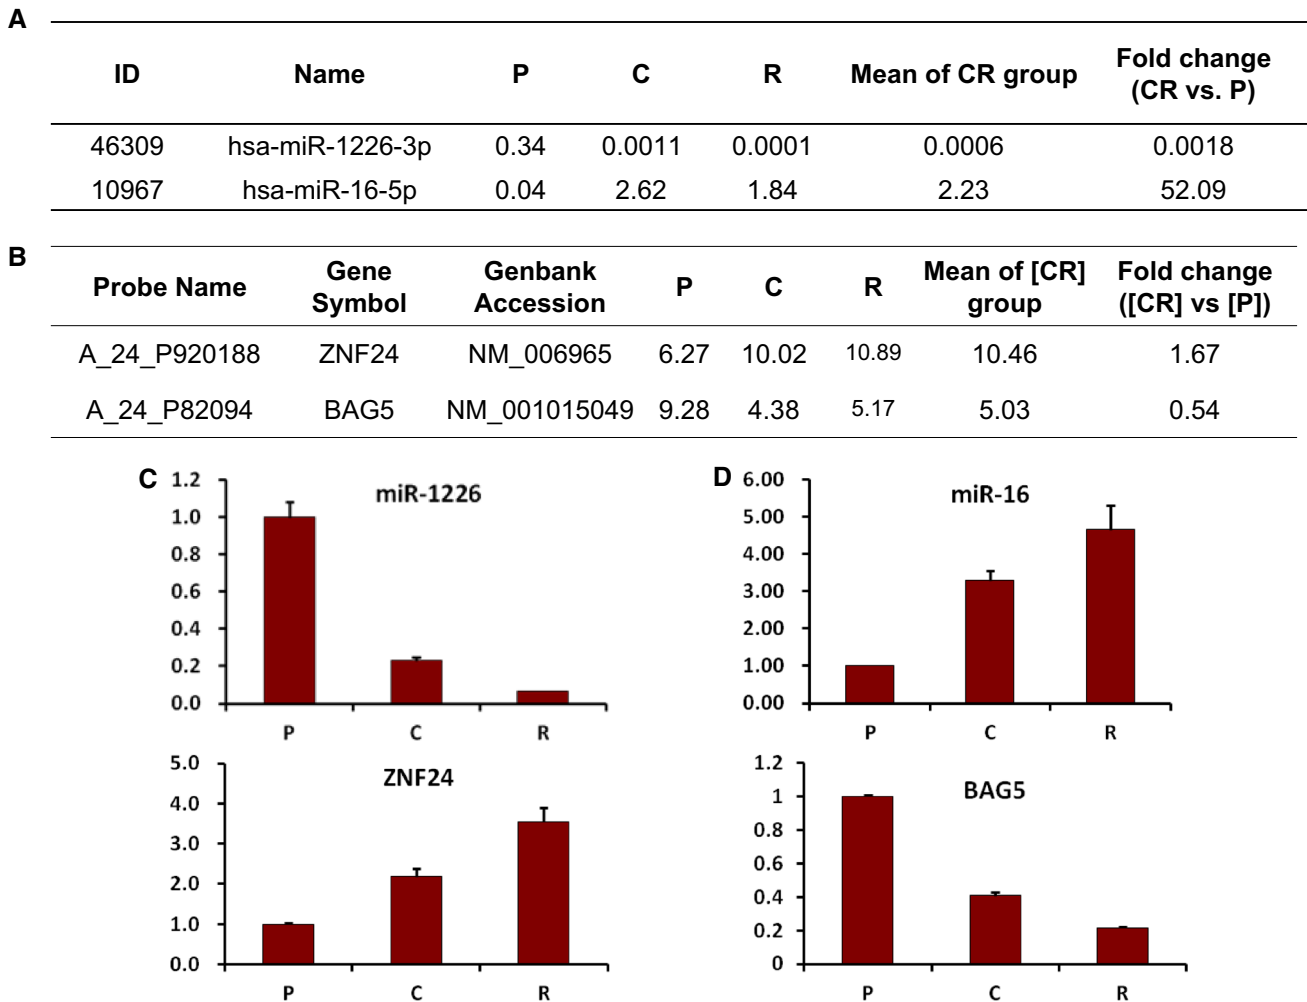 A
ID Name P C R Mean of CR group Fold change
(CR vs. P)
46309 hsa-miR-1226-3p 0.34 0.0011 0.0001 0.0006 0.0018
10967 hsa-miR-16-5p 0.04 2.62 1.84 2.23 52.09
B
Probe Name Gene Symbol Genbank Accession P C R Mean of [CR] group Fold change ([CR] vs [P])
A_24_P920188 ZNF24 NM_006965 6.27 10.02 10.89 10.46 1.67
A_24_P82094 BAG5 NM_001015049 9.28 4.38 5.17 5.03 0.54
C
miR-1226
1.2
1.0
0.8
0.6
0.4
0.2
0.0
P C R
ZNF24
5.0
4.0
3.0
2.0
1.0
0.0
P C R
D
miR-16
6.00
5.00
4.00
3.00
2.00
1.00
0.00
P C R
BAG5
1.2
1
0.8
0.6
0.4
0.2
0
P C R